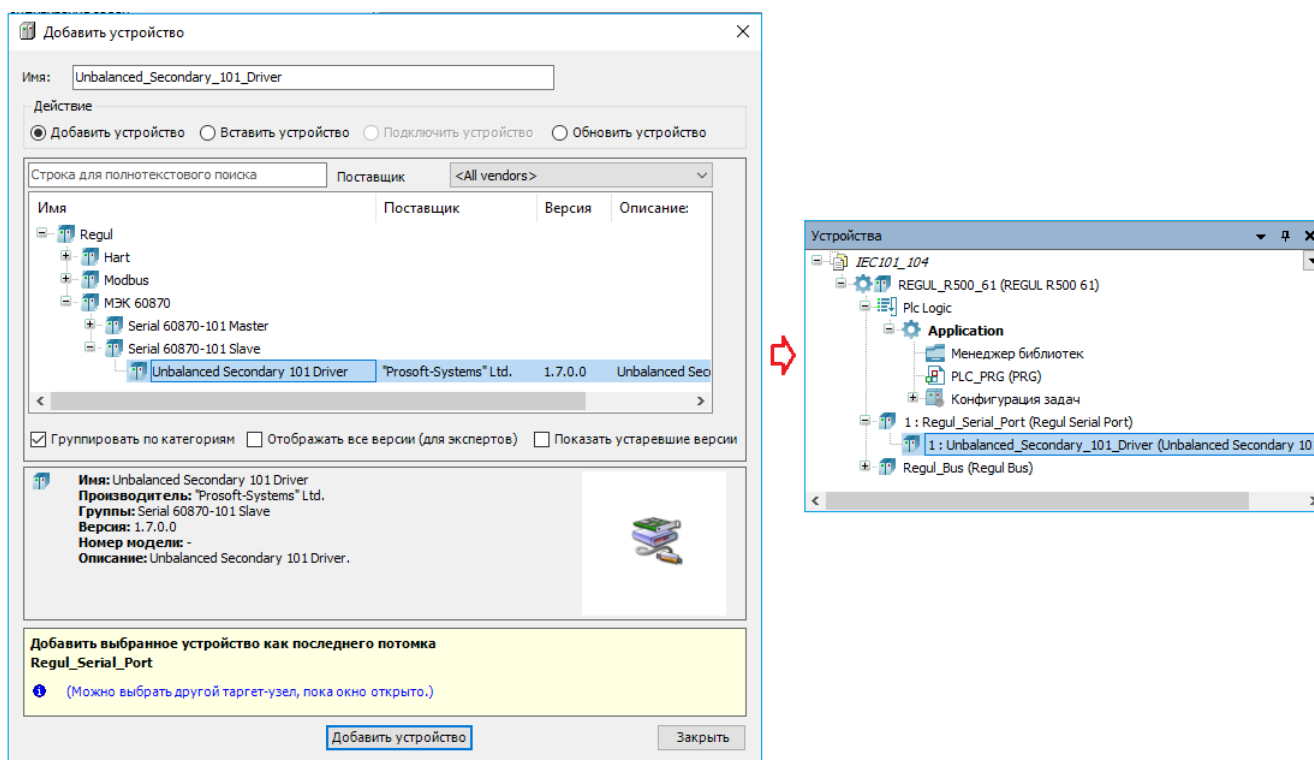 Добавить устройство
Имя: Unbalanced_Secondary_101_Driver
Действие
Добавить устройство Вставить устройство Подключить устройство Обновить устройство
Строка для полнотекстового поиска Поставщик <All vendors>
Имя Поставщик Версия Описание:
Regul
Hart
Modbus
МЭК 60870
Serial 60870-101 Master
Serial 60870-101 Slave
Unbalanced Secondary 101 Driver "Prosoft-Systems" Ltd. 1.7.0.0 Unbalanced Sec
Группировать по категориям Отображать все версии (для экспертов) Показать устаревшие версии
Имя: Unbalanced Secondary 101 Driver
Производитель: "Prosoft-Systems" Ltd.
Группы: Serial 60870-101 Slave
Версия: 1.7.0.0
Номер модели: -
Описание: Unbalanced Secondary 101 Driver.
Добавить выбранное устройство как последнего потомка
Regul_Serial_Port
(Можно выбрать другой таргет-узел, пока окно открыто.)
Добавить устройство Закрыть
Устройства
IEC101_104
REGUL_R500_61 (REGUL R500 61)
Plc Logic
Application
Менеджер библиотек
PLC_PRG (PRG)
Конфигурация задач
1 : Regul_Serial_Port (Regul Serial Port)
1 : Unbalanced_Secondary_101_Driver (Unbalanced Secondary 10
Regul_Bus (Regul Bus)